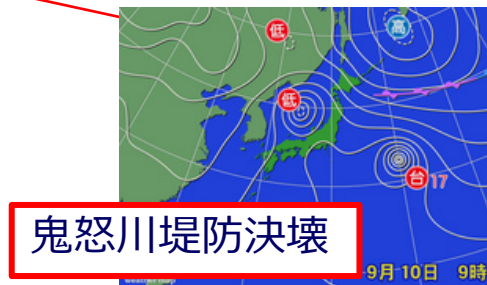 低
高
低
台17
鬼怒川堤防決壊
9月10日 9時